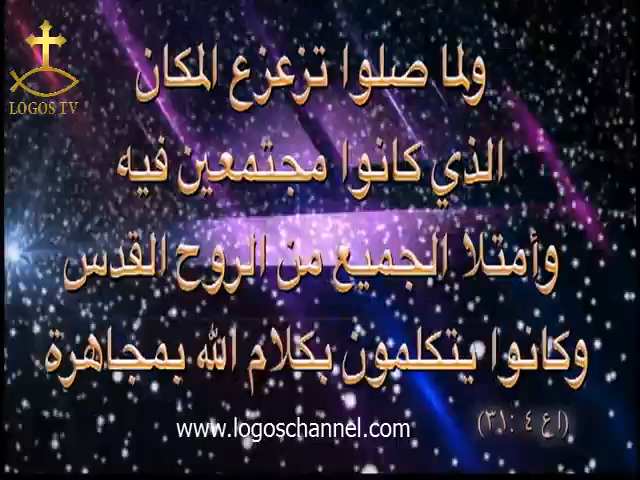 LOGOS TV
ولما صلوا تزعزع المكان
الذي كانوا مجتمعين فيه
وأمتلا الجميع من الروح القدس
وكانوا يتكلمون بكلام الله بمجاهرة
(اع ٤ :٣١)
www.logoschannel.com